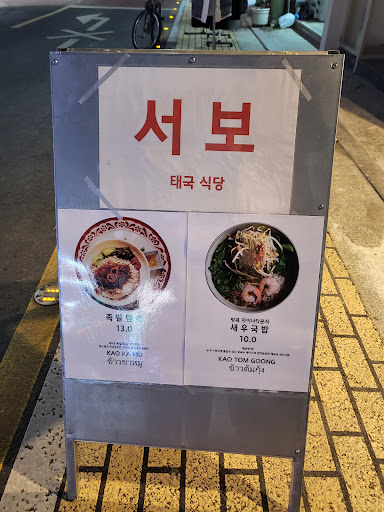 서보
태국 식당
족발덮밥
13.0
KAO KA MU
ข้าวขาหมู
방콕 차이나타운식
새우국밥
10.0
KAO TOM GOONG
ข้าวต้มกุ้ง